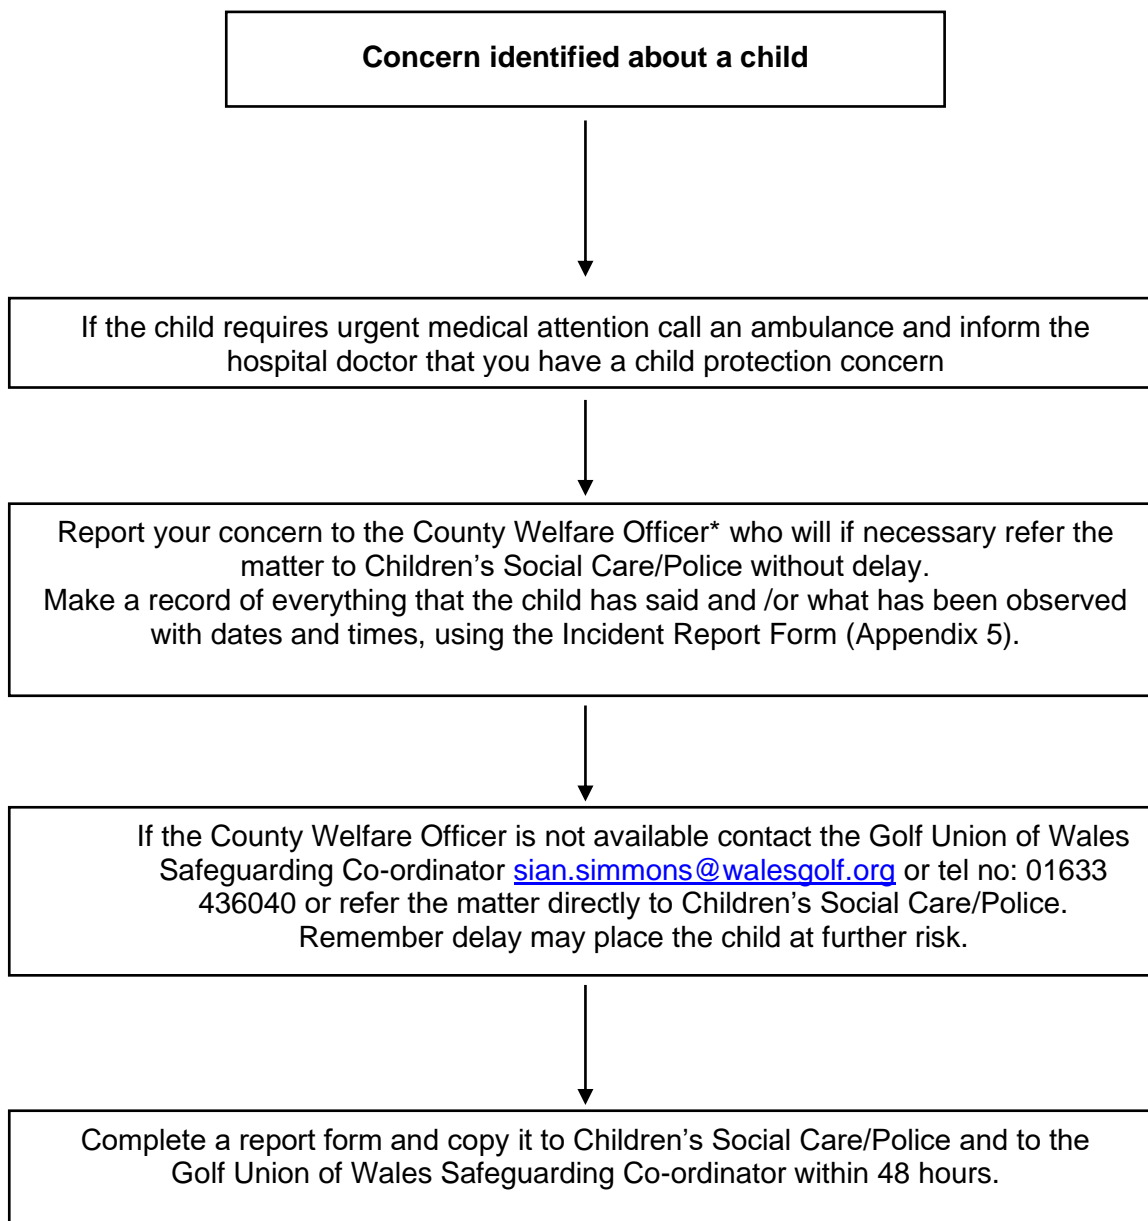 Concern identified about a child
If the child requires urgent medical attention call an ambulance and inform the
hospital doctor that you have a child protection concern
Report your concern to the County Welfare Officer* who will if necessary refer the
matter to Children’s Social Care/Police without delay.
Make a record of everything that the child has said and /or what has been observed
with dates and times, using the Incident Report Form (Appendix 5).
If the County Welfare Officer is not available contact the Golf Union of Wales
Safeguarding Co-ordinator sian.simmons@walesgolf.org or tel no: 01633
436040 or refer the matter directly to Children’s Social Care/Police.
Remember delay may place the child at further risk.
Complete a report form and copy it to Children’s Social Care/Police and to the
Golf Union of Wales Safeguarding Co-ordinator within 48 hours.